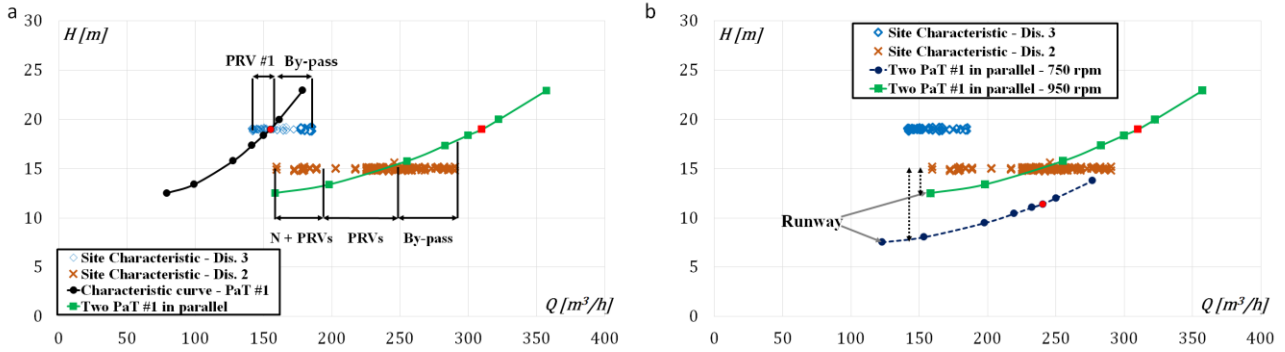 a
H [m]
30
25
20
15
10
5
0
PRV #1
By-pass
N + PRVs
PRVs
By-pass
Site Characteristic - Dis. 3
Site Characteristic - Dis. 2
Characteristic curve - PaT #1
Two PaT #1 in parallel
Q [m³/h]
0 50 100 150 200 250 300 350 400
b
H [m]
30
25
20
15
10
5
0
Site Characteristic - Dis. 3
Site Characteristic - Dis. 2
Two PaT #1 in parallel - 750 rpm
Two PaT #1 in parallel - 950 rpm
Runway
Q [m³/h]
0 50 100 150 200 250 300 350 400